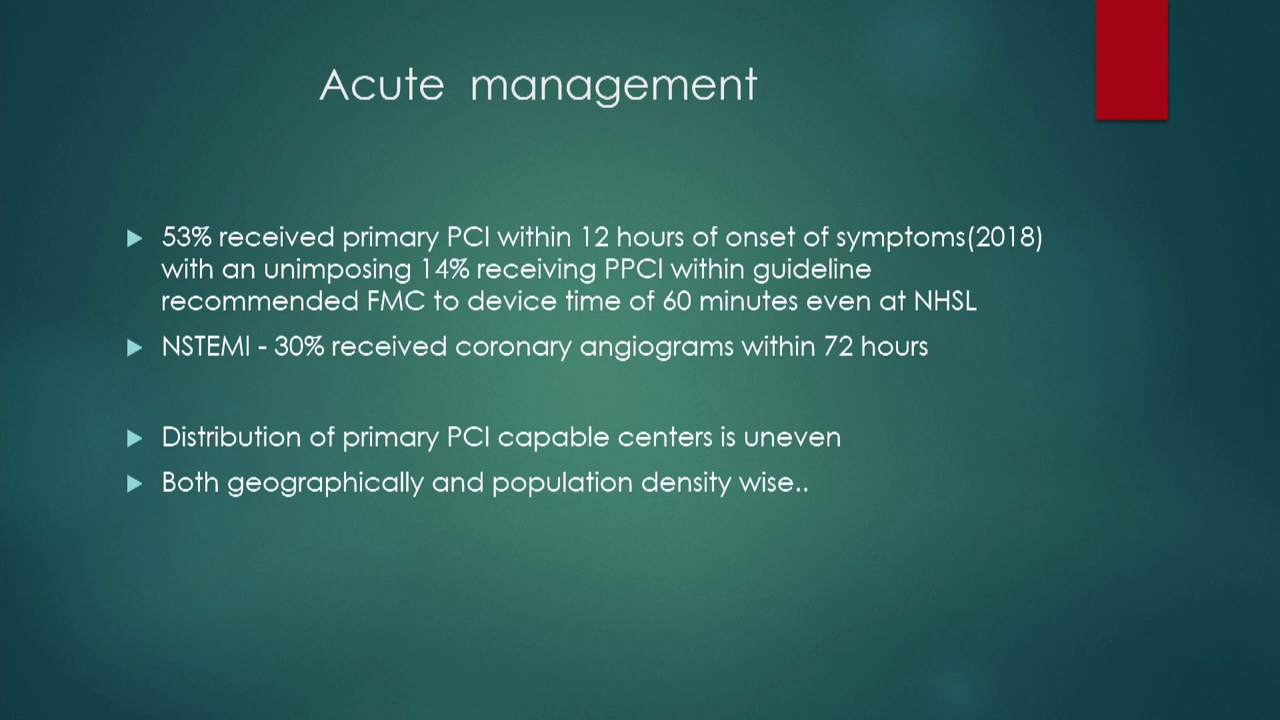 Acute management
53% received primary PCI within 12 hours of onset of symptoms(2018)
with an unimposing 14% receiving PPCI within guideline
recommended FMC to device time of 60 minutes even at NHSL
NSTEMI - 30% received coronary angiograms within 72 hours
Distribution of primary PCI capable centers is uneven
Both geographically and population density wise..